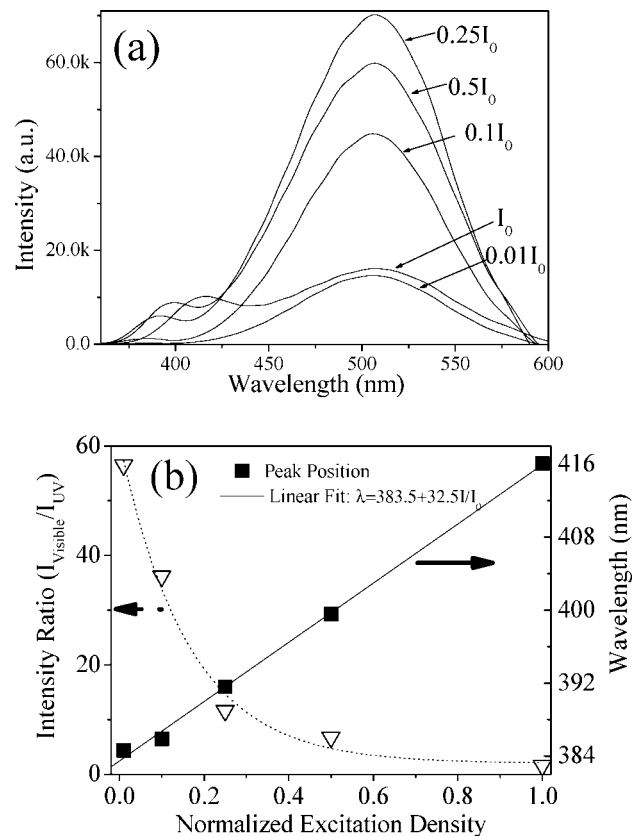 (a)
60.0k
40.0k
20.0k
0.0
Intensity (a.u.)
0.25I₀
0.5I₀
0.1I₀
I₀
0.01I₀
400 450 500 550 600
Wavelength (nm)
(b)
60
40
20
0
Intensity Ratio (I_Visible/I_UV)
Peak Position
Linear Fit: λ=383.5+32.5I/I₀
416
408
400
392
384
Wavelength (nm)
0.0 0.2 0.4 0.6 0.8 1.0
Normalized Excitation Density